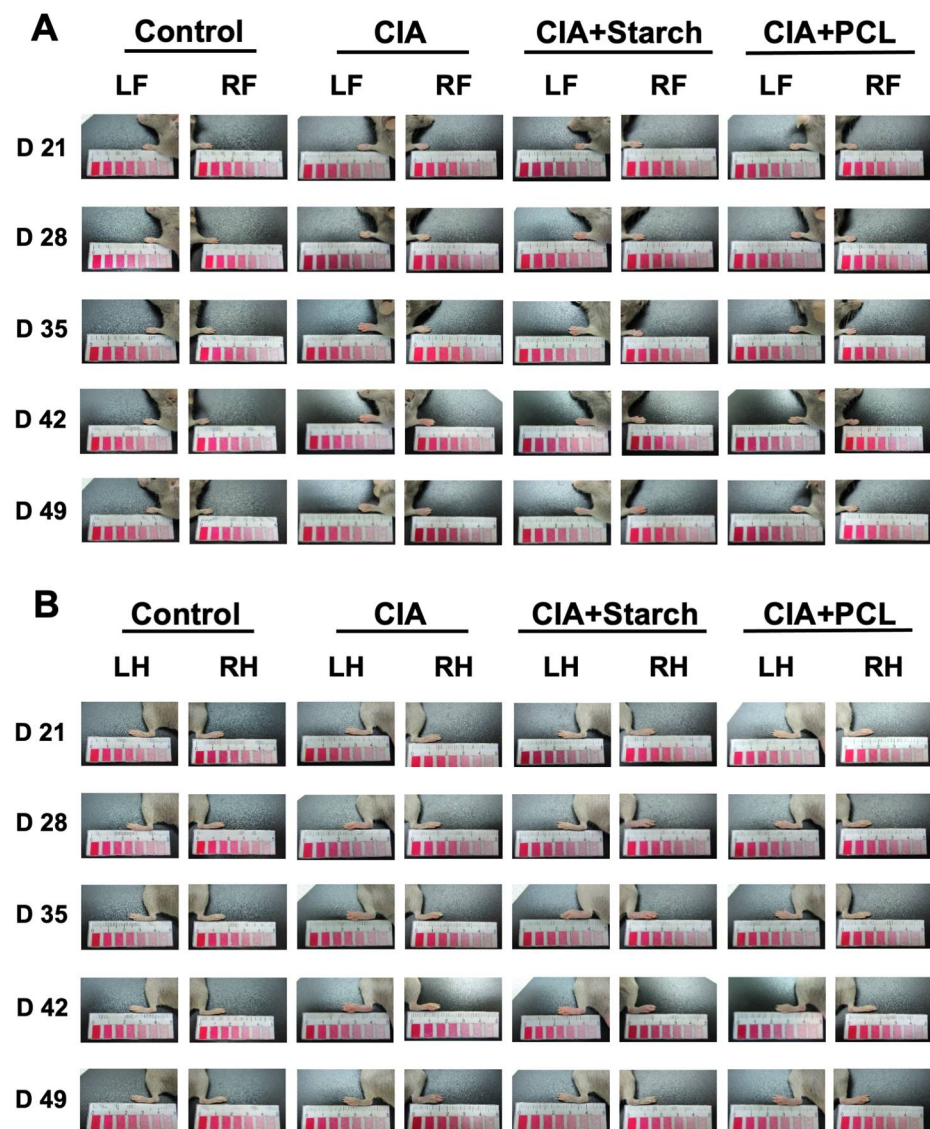 A
Control CIA CIA+Starch CIA+PCL
LF RF LF RF LF RF LF RF
D 21
D 28
D 35
D 42
D 49
B
Control CIA CIA+Starch CIA+PCL
LH RH LH RH LH RH LH RH
D 21
D 28
D 35
D 42
D 49